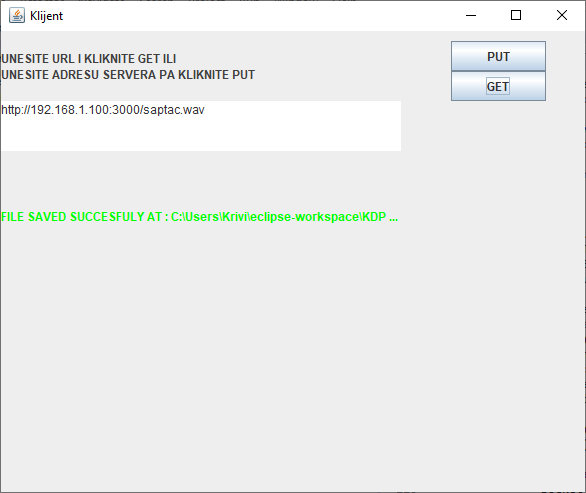 Klijent
UNESITE URL I KLIKNITE GET ILI
UNESITE ADRESU SERVERA PA KLIKNITE PUT
PUT
GET
http://192.168.1.100:3000/saptac.wav
FILE SAVED SUCCESFULY AT : C:\Users\Krivi\eclipse-workspace\KDP ...